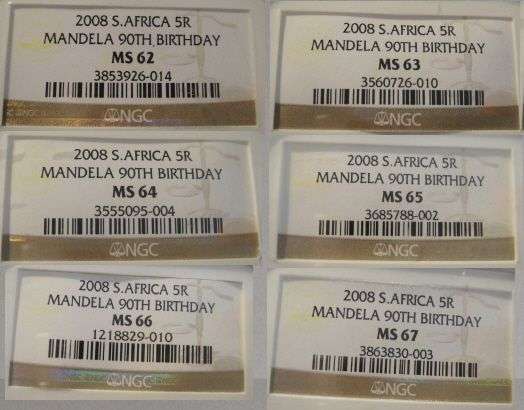 2008 S.AFRICA 5R
MANDELA 90TH BIRTHDAY
MS 62
3853926-014
NGC
2008 S.AFRICA 5R
MANDELA 90TH BIRTHDAY
MS 63
3560726-010
NGC
2008 S.AFRICA 5R
MANDELA 90TH BIRTHDAY
MS 64
3555095-004
NGC
2008 S.AFRICA 5R
MANDELA 90TH BIRTHDAY
MS 65
3685788-002
NGC
2008 S.AFRICA 5R
MANDELA 90TH BIRTHDAY
MS 66
1218829-010
NGC
2008 S.AFRICA 5R
MANDELA 90TH BIRTHDAY
MS 67
3863830-003
NGC